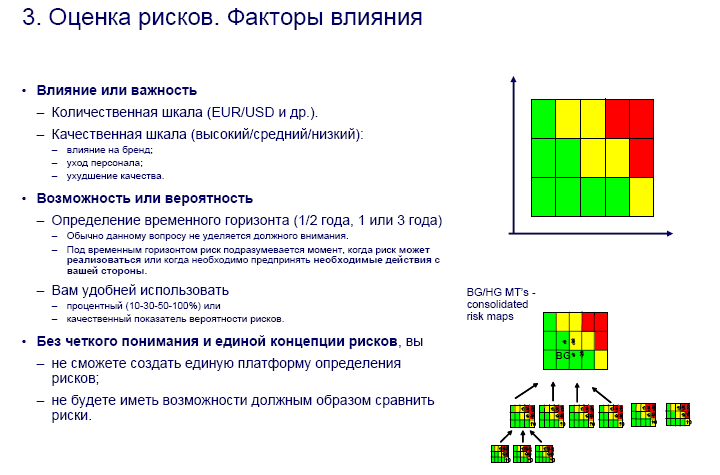 3. Оценка рисков. Факторы влияния
• Влияние или важность
– Количественная шкала (EUR/USD и др.).
– Качественная шкала (высокий/средний/низкий):
– влияние на бренд;
– уход персонала;
– ухудшение качества.
• Возможность или вероятность
– Определение временного горизонта (1/2 года, 1 или 3 года)
– Обычно данному вопросу не уделяется должного внимания.
– Под временным горизонтом риск подразумевается момент, когда риск может
реализоваться или когда необходимо предпринять необходимые действия с
вашей стороны.
– Вам удобней использовать
– процентный (10-30-50-100%) или
– качественный показатель вероятности рисков.
• Без четкого понимания и единой концепции рисков, вы
– не сможете создать единую платформу определения
рисков;
– не будете иметь возможности должным образом сравнить
риски.
BG/HG MT's -
consolidated
risk maps
BG